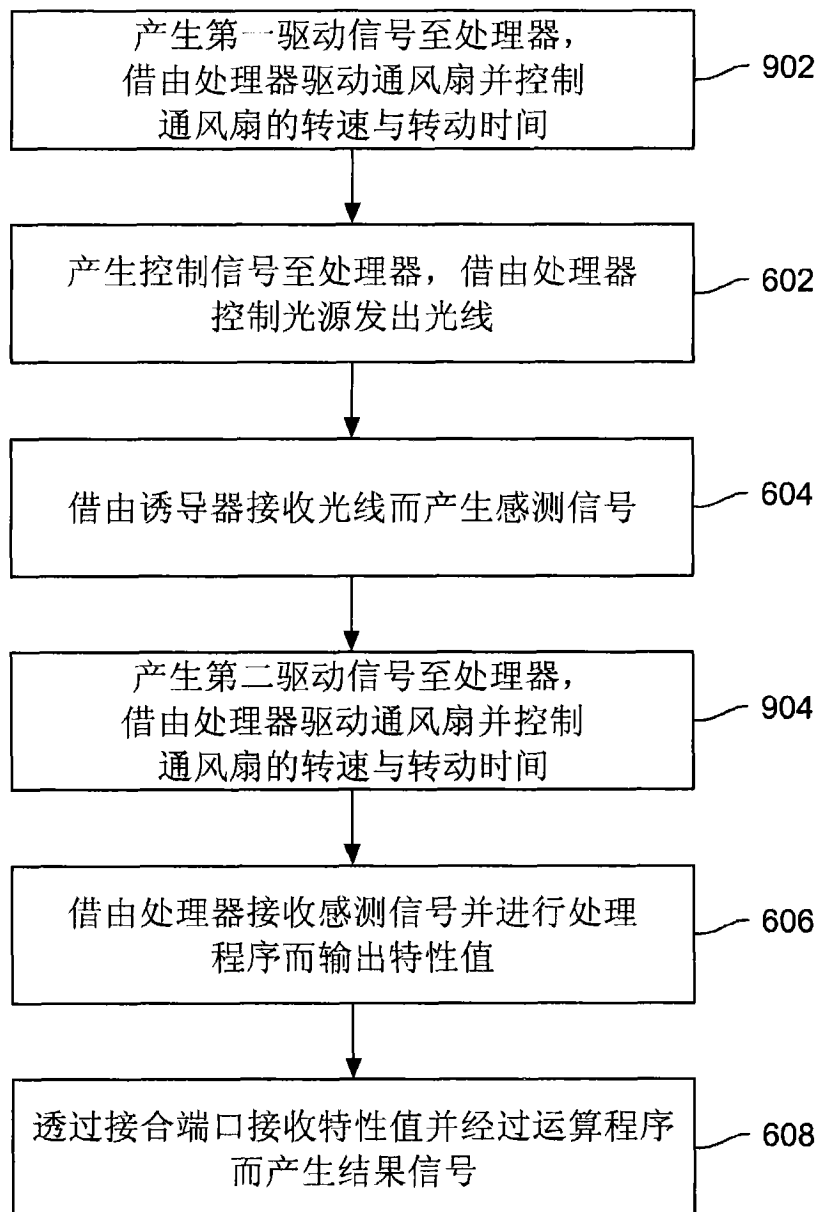 产生第一驱动信号至处理器，
借由处理器驱动通风扇并控制
通风扇的转速与转动时间
902
产生控制信号至处理器，借由处理器
控制光源发出光线
602
借由诱导器接收光线而产生感测信号
604
产生第二驱动信号至处理器，
借由处理器驱动通风扇并控制
通风扇的转速与转动时间
904
借由处理器接收感测信号并进行处理
程序而输出特性值
606
透过接合端口接收特性值并经过运算程序
而产生结果信号
608